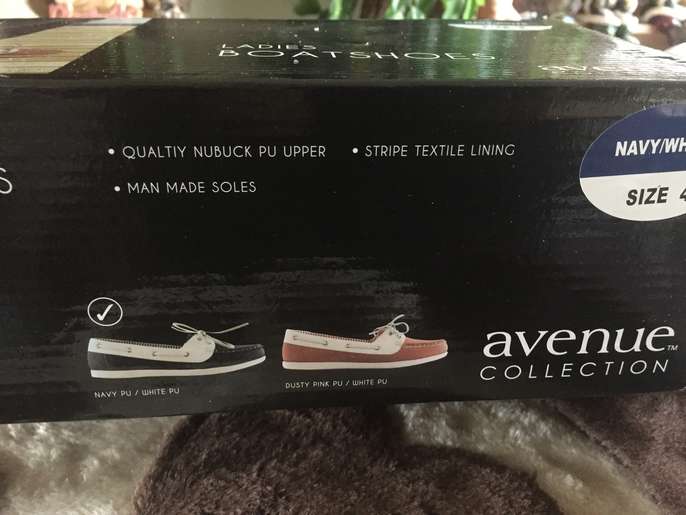 LADIES
BOATSHOES
• QUALTIY NUBUCK PU UPPER
• STRIPE TEXTILE LINING
• MAN MADE SOLES
S
NAVY/WH
SIZE 4
NAVY PU / WHITE PU
DUSTY PINK PU / WHITE PU
avenue™
COLLECTION